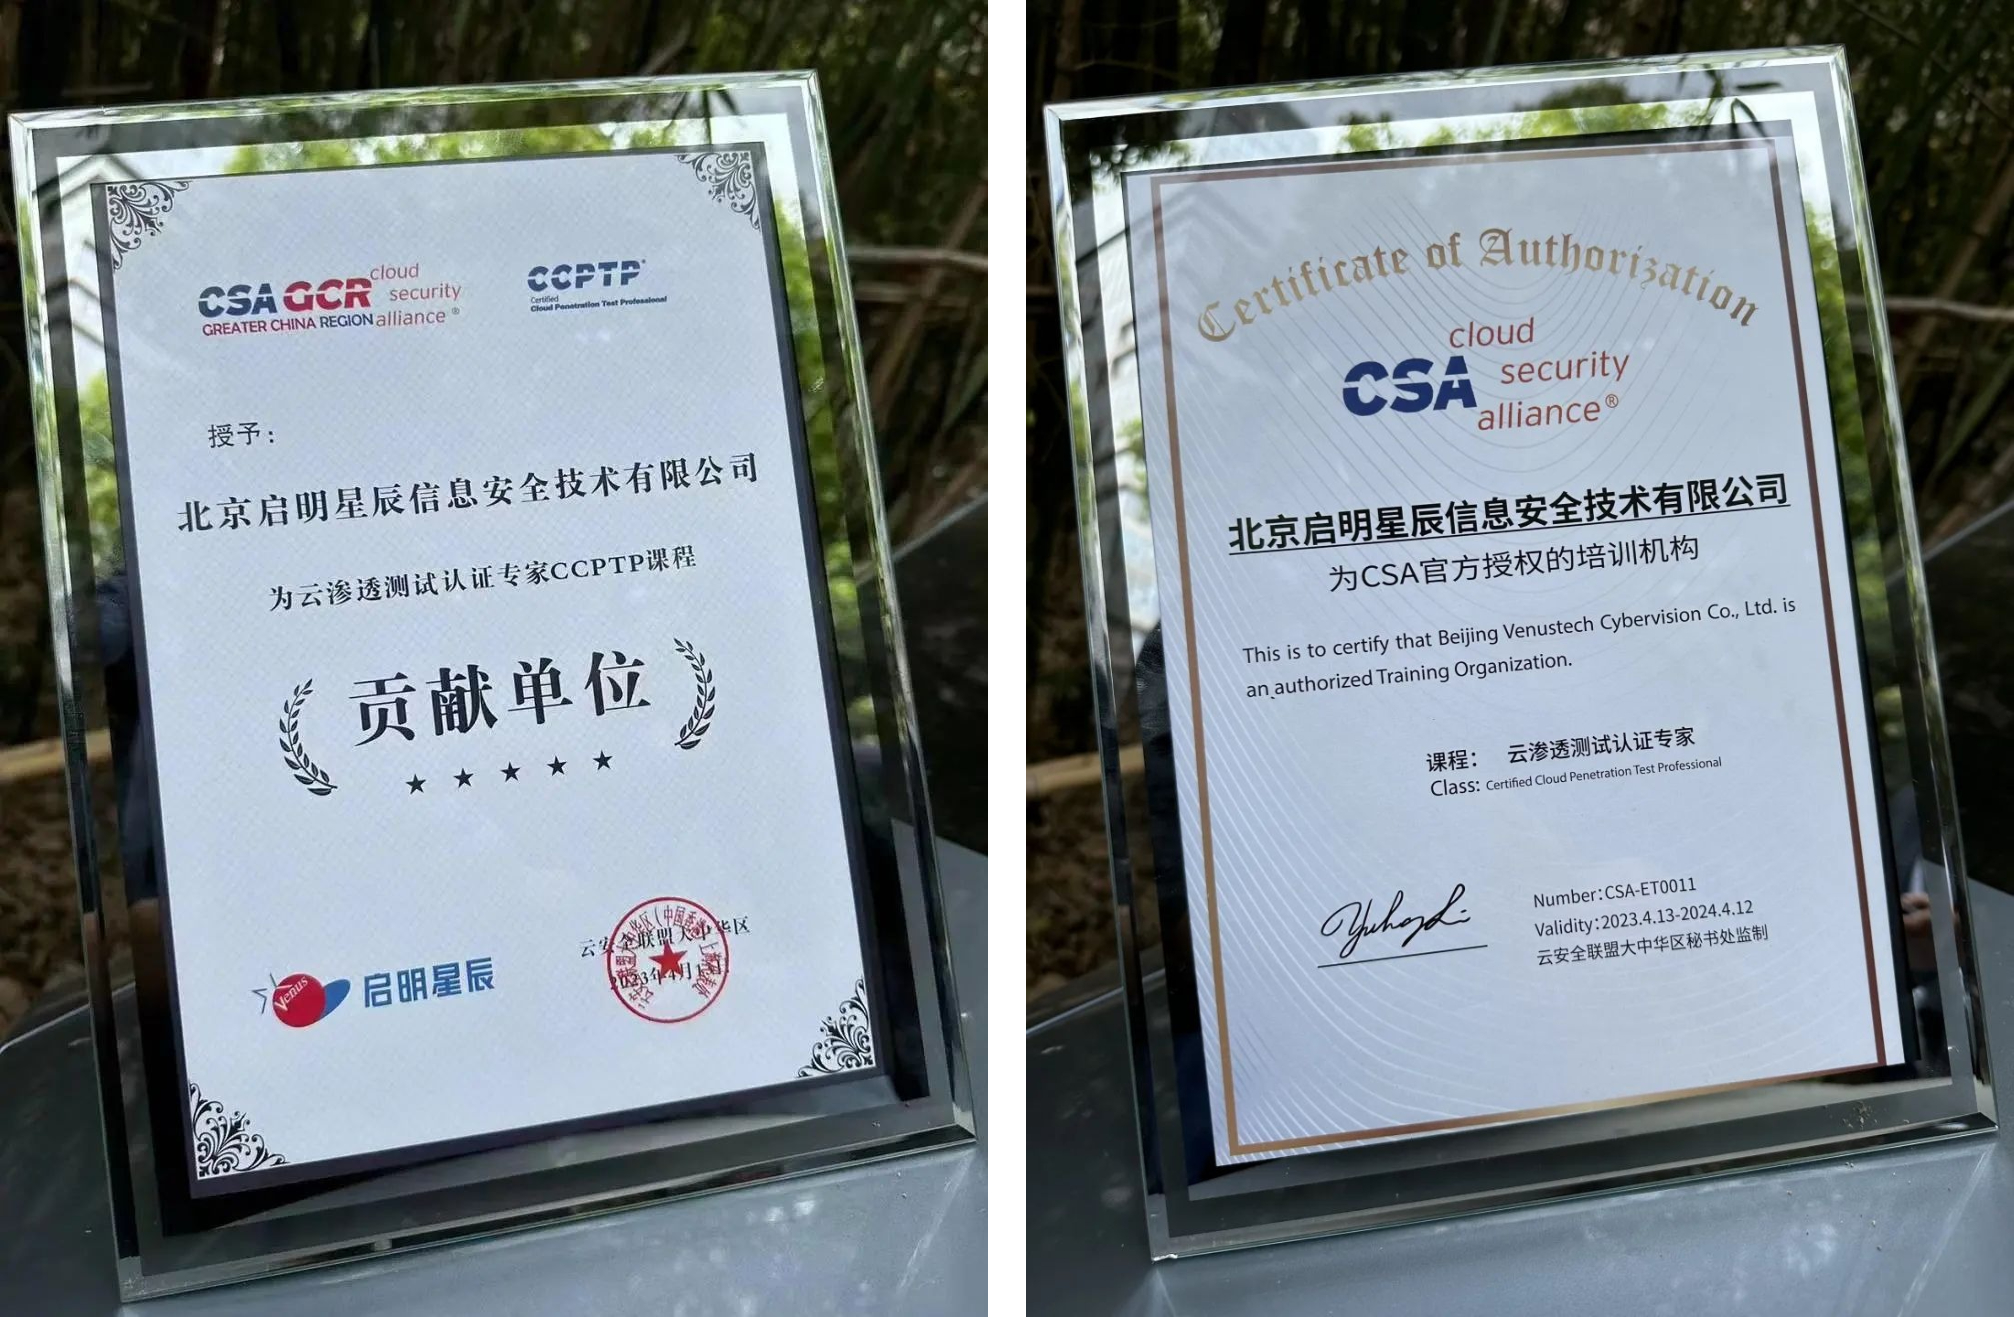 CSA GCR cloud security alliance®
GREATER CHINA REGION
CCPTP®
Certified
Cloud Penetration Test Professional
授予：
北京启明星辰信息安全技术有限公司
为云渗透测试认证专家CCPTP课程
贡献单位
★ ★ ★ ★ ★
Venus 启明星辰
云安全联盟大中华区
2023年4月
Certificate of Authorization
CSA cloud security alliance®
北京启明星辰信息安全技术有限公司
为CSA官方授权的培训机构
This is to certify that Beijing Venustech Cybervision Co., Ltd. is
an authorized Training Organization.
课程： 云渗透测试认证专家
Class: Certified Cloud Penetration Test Professional
Number:CSA-ET0011
Validity:2023.4.13-2024.4.12
云安全联盟大中华区秘书处监制